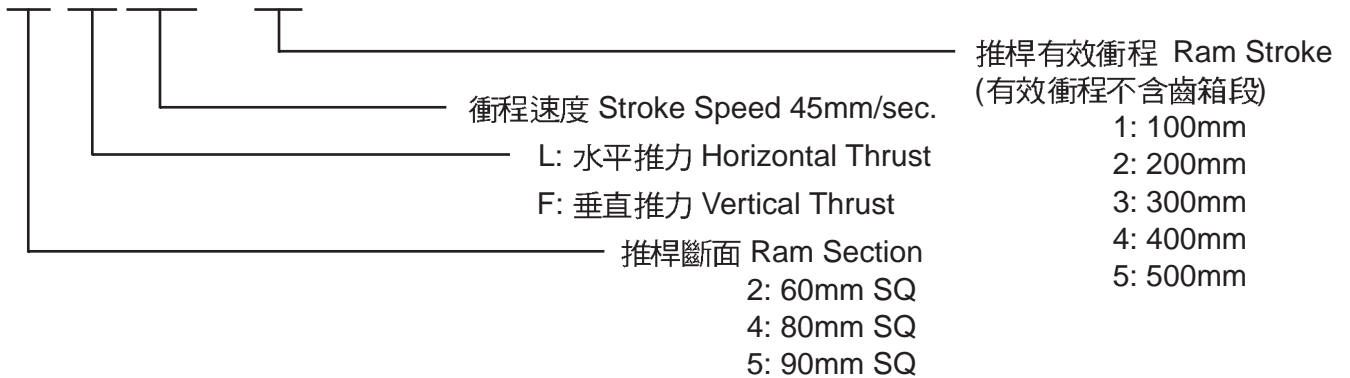 推桿有效衝程 Ram Stroke
(有效衝程不含齒箱段)
1: 100mm
2: 200mm
3: 300mm
4: 400mm
5: 500mm
衝程速度 Stroke Speed 45mm/sec.
L: 水平推力 Horizontal Thrust
F: 垂直推力 Vertical Thrust
推桿斷面 Ram Section
2: 60mm SQ
4: 80mm SQ
5: 90mm SQ